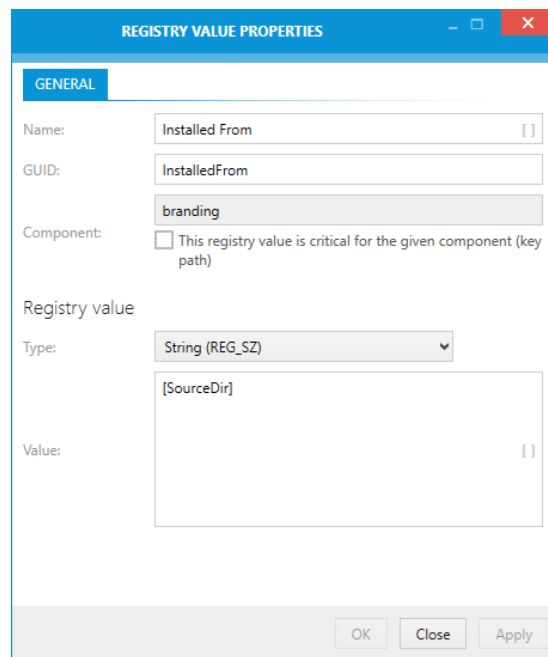 REGISTRY VALUE PROPERTIES
GENERAL
Name:
Installed From
[ ]
GUID:
InstalledFrom
branding
Component:
This registry value is critical for the given component (key
path)
Registry value
Type:
String (REG_SZ)
[SourceDir]
Value:
[ ]
OK
Close
Apply